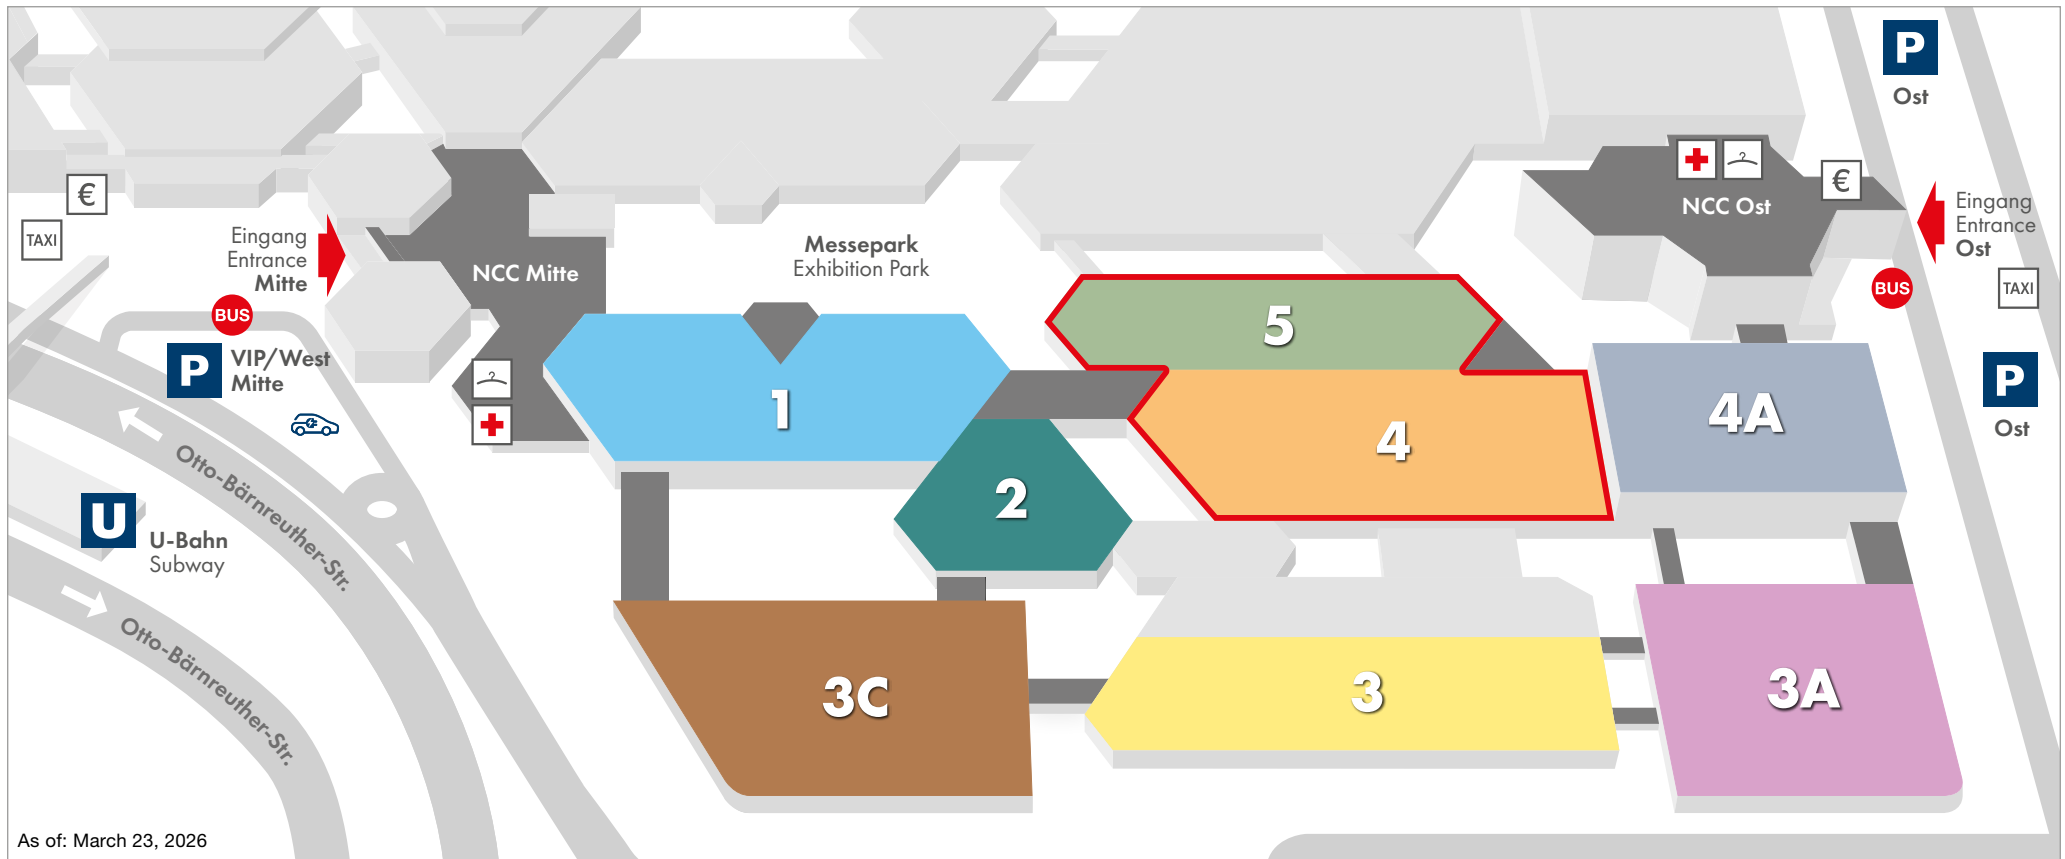 P
Ost
€
TAXI
Eingang
Entrance
Mitte
NCC Mitte
Messepark
Exhibition Park
NCC Ost
€
Eingang
Entrance
Ost
BUS
TAXI
BUS
P
VIP/West
Mitte
5
1
4
4A
P
Ost
2
Otto-Bärnreuther-Str.
U
U-Bahn
Subway
Otto-Bärnreuther-Str.
3C
3
3A
As of: March 23, 2026